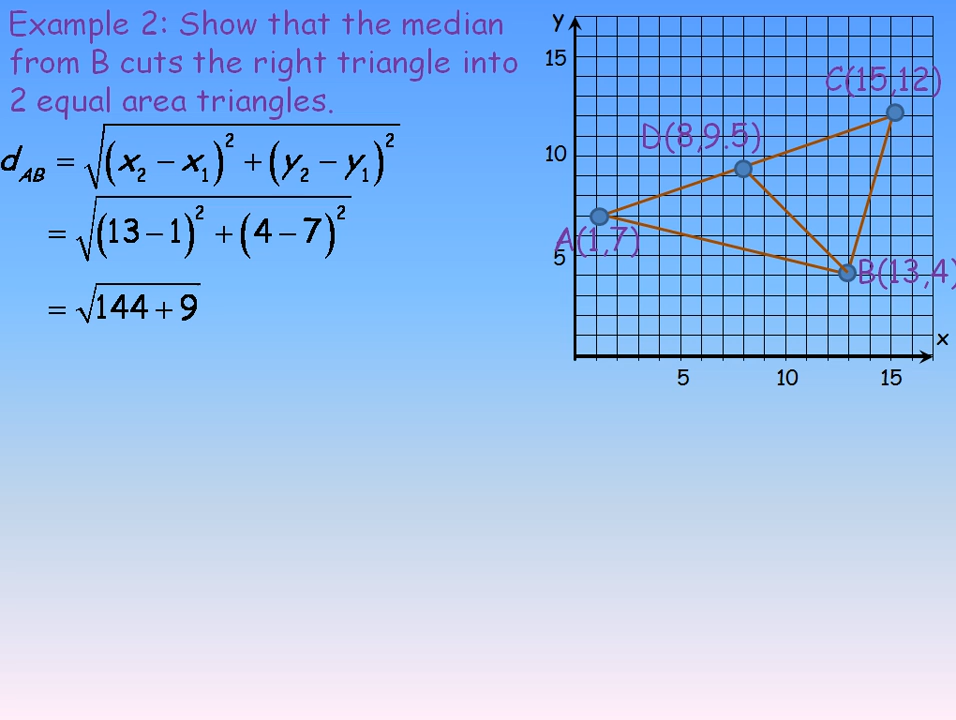 Example 2: Show that the median
from B cuts the right triangle into
2 equal area triangles.
d_AB = √((x₂ − x₁)² + (y₂ − y₁)²)
= √((13 − 1)² + (4 − 7)²)
= √(144 + 9)
y
15
C(15,12)
D(8,9.5)
10
A(1,7)
5
B(13,4)
x
5 10 15